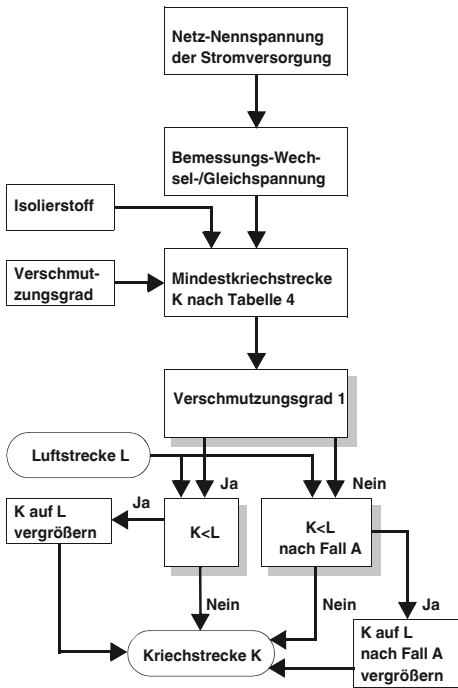 Netz-Nennspannung
der Stromversorgung
Bemessungs-Wech-
sel-/Gleichspannung
Isolierstoff
Verschmut-
zungsgrad
Mindestkriechstrecke
K nach Tabelle 4
Verschmutzungsgrad 1
Luftstrecke L
Ja
Nein
K auf L
vergrößern
Ja
K<L
K<L
nach Fall A
Nein
Nein
Ja
Kriechstrecke K
K auf L
nach Fall A
vergrößern